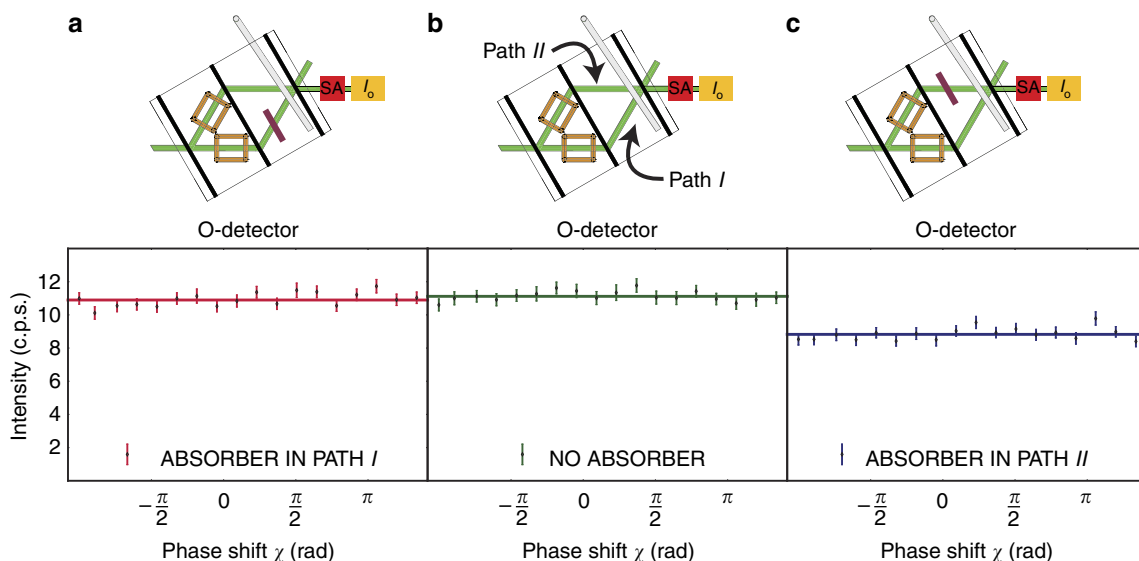 a
b
c
Path II
Path I
SA
I₀
SA
I₀
SA
I₀
O-detector
O-detector
O-detector
Intensity (c.p.s.)
12
10
8
6
4
2
ABSORBER IN PATH I
NO ABSORBER
ABSORBER IN PATH II
−π/2
0
π/2
π
−π/2
0
π/2
π
−π/2
0
π/2
π
Phase shift χ (rad)
Phase shift χ (rad)
Phase shift χ (rad)